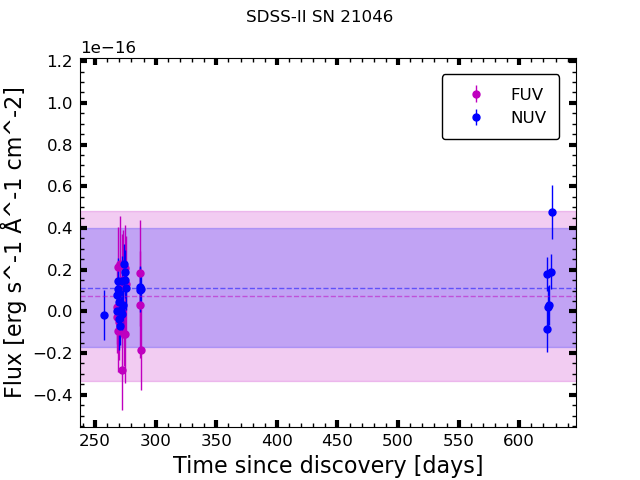 SDSS-II SN 21046
1e−16
1.2
1.0
0.8
0.6
0.4
0.2
0.0
−0.2
−0.4
Flux [erg s^-1 Å^-1 cm^-2]
FUV
NUV
250 300 350 400 450 500 550 600
Time since discovery [days]